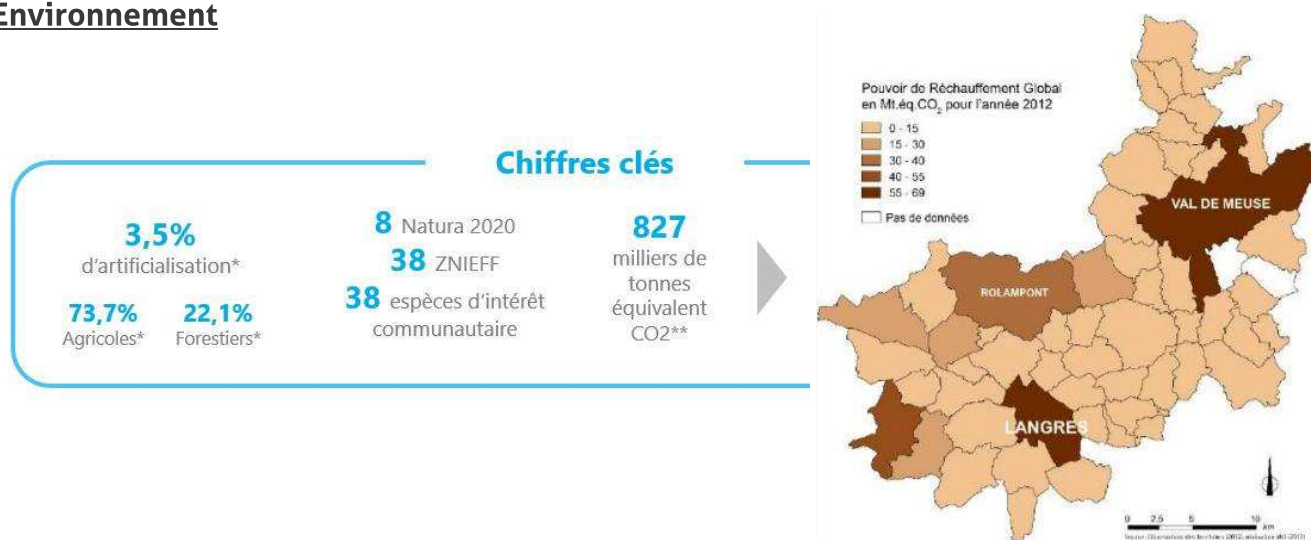 Environnement
Chiffres clés
3,5%
d'artificialisation*
73,7%
Agricoles*
22,1%
Forestiers*
8 Natura 2020
38 ZNIEFF
38 espèces d'intérêt
communautaire
827
milliers de
tonnes
équivalent
CO2**
Pouvoir de Réchauffement Global
en Mt.éq.CO2 pour l'année 2012
0 - 15
15 - 30
30 - 40
40 - 55
55 - 69
Pas de données
VAL DE MEUSE
ROLAMPONT
LANGRES
0 2,5 5 10
km